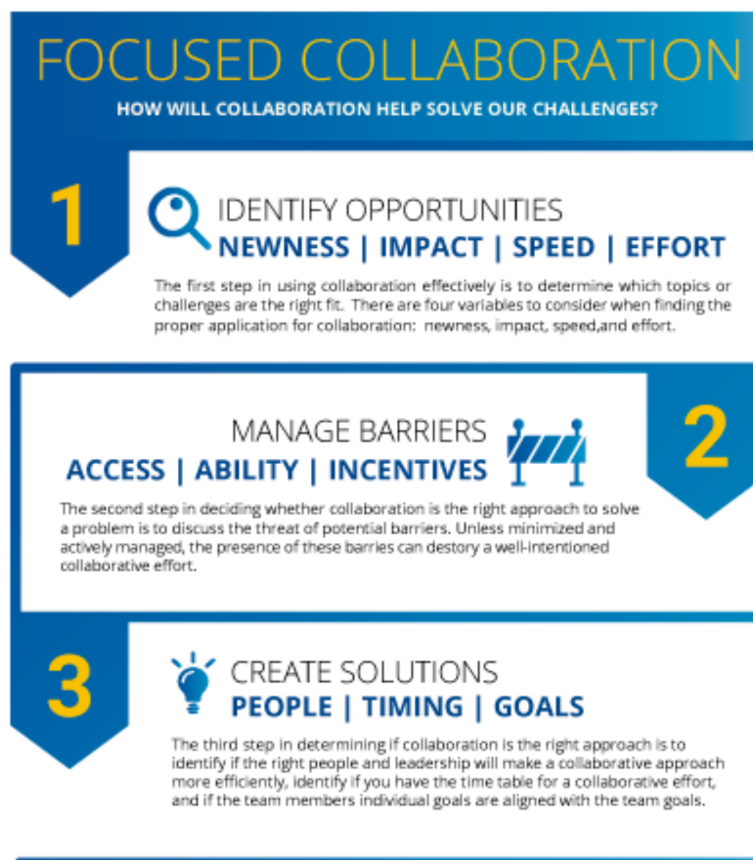 FOCUSED COLLABORATION
HOW WILL COLLABORATION HELP SOLVE OUR CHALLENGES?
1
IDENTIFY OPPORTUNITIES
NEWNESS | IMPACT | SPEED | EFFORT
The first step in using collaboration effectively is to determine which topics or
challenges are the right fit. There are four variables to consider when finding the
proper application for collaboration: newness, impact, speed,and effort.
2
MANAGE BARRIERS
ACCESS | ABILITY | INCENTIVES
The second step in deciding whether collaboration is the right approach to solve
a problem is to discuss the threat of potential barriers. Unless minimized and
actively managed, the presence of these barries can destory a well-intentioned
collaborative effort.
3
CREATE SOLUTIONS
PEOPLE | TIMING | GOALS
The third step in determining if collaboration is the right approach is to
identify if the right people and leadership will make a collaborative approach
more efficiently, identify if you have the time table for a collaborative effort,
and if the team members individual goals are aligned with the team goals.